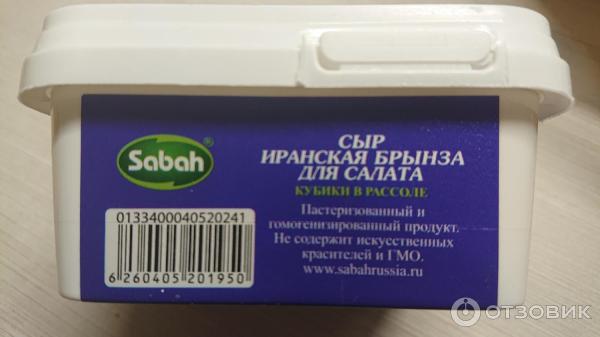 Sabah®
СЫР
ИРАНСКАЯ БРЫНЗА
ДЛЯ САЛАТА
КУБИКИ В РАССОЛЕ
Пастеризованный и
гомогенизированный продукт.
Не содержит искусственных
красителей и ГМО.
www.sabahrussia.ru
0133400040520241
6 260405 201950
ОТЗОВИК